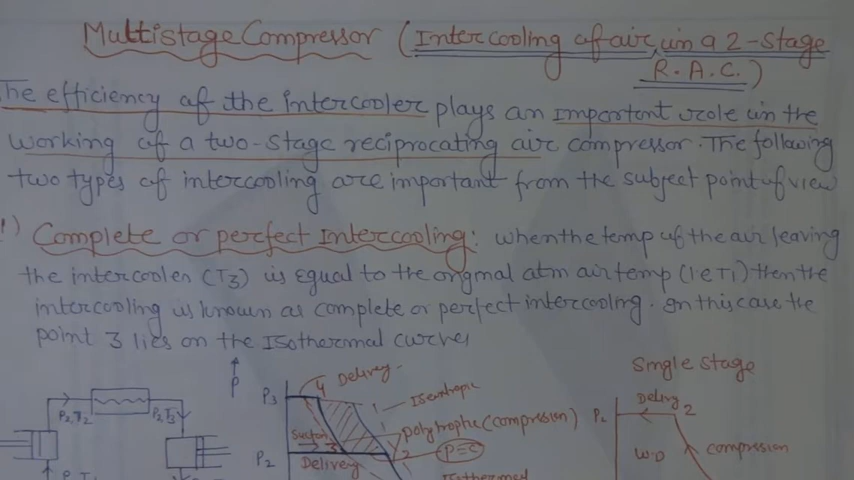 Multistage Compressor (Intercooling of air in a 2-stage
R.A.C.)
The efficiency of the intercooler plays an important role in the
working of a two-stage reciprocating air compressor. The following
two types of intercooling are important from the subject point of view
1) Complete or perfect Intercooling: when the temp of the air leaving
the intercooler (T3) is equal to the original atm air temp (i.e T1) then the
intercooling is known as complete or perfect intercooling. In this case the
point 3 lies on the Isothermal curve,
P
P3
4
Delivery.
Isentropic
Polytrophic (compression)
P=C
Suction
3
2
P2
Delivery
Isothermal
P2,T2
P2,T3
Single stage
P2
Delivery
2
W.D
compression